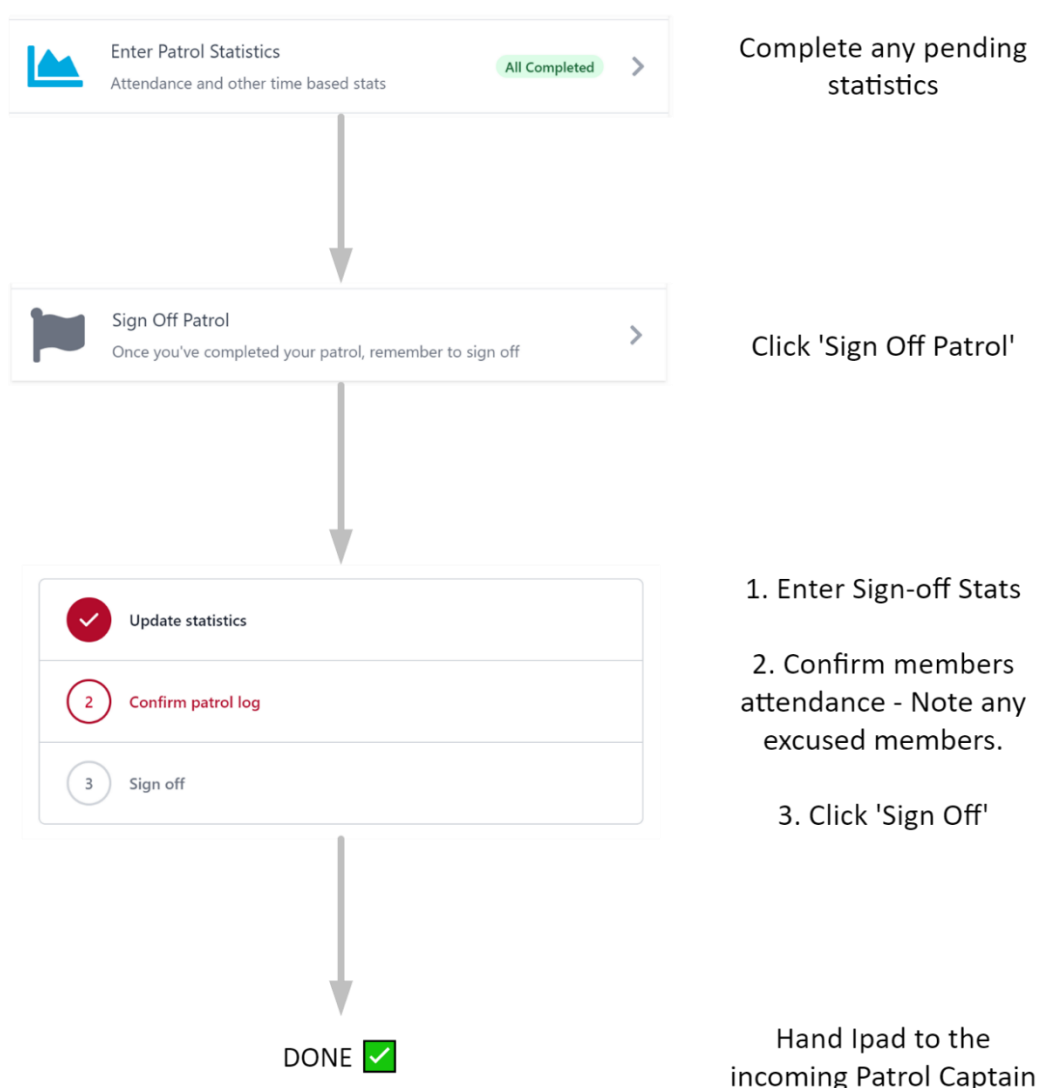 Enter Patrol Statistics
Attendance and other time based stats
All Completed
Complete any pending
statistics
Sign Off Patrol
Once you've completed your patrol, remember to sign off
Click 'Sign Off Patrol'
Update statistics
2 Confirm patrol log
3 Sign off
1. Enter Sign-off Stats
2. Confirm members
attendance - Note any
excused members.
3. Click 'Sign Off'
DONE
Hand Ipad to the
incoming Patrol Captain